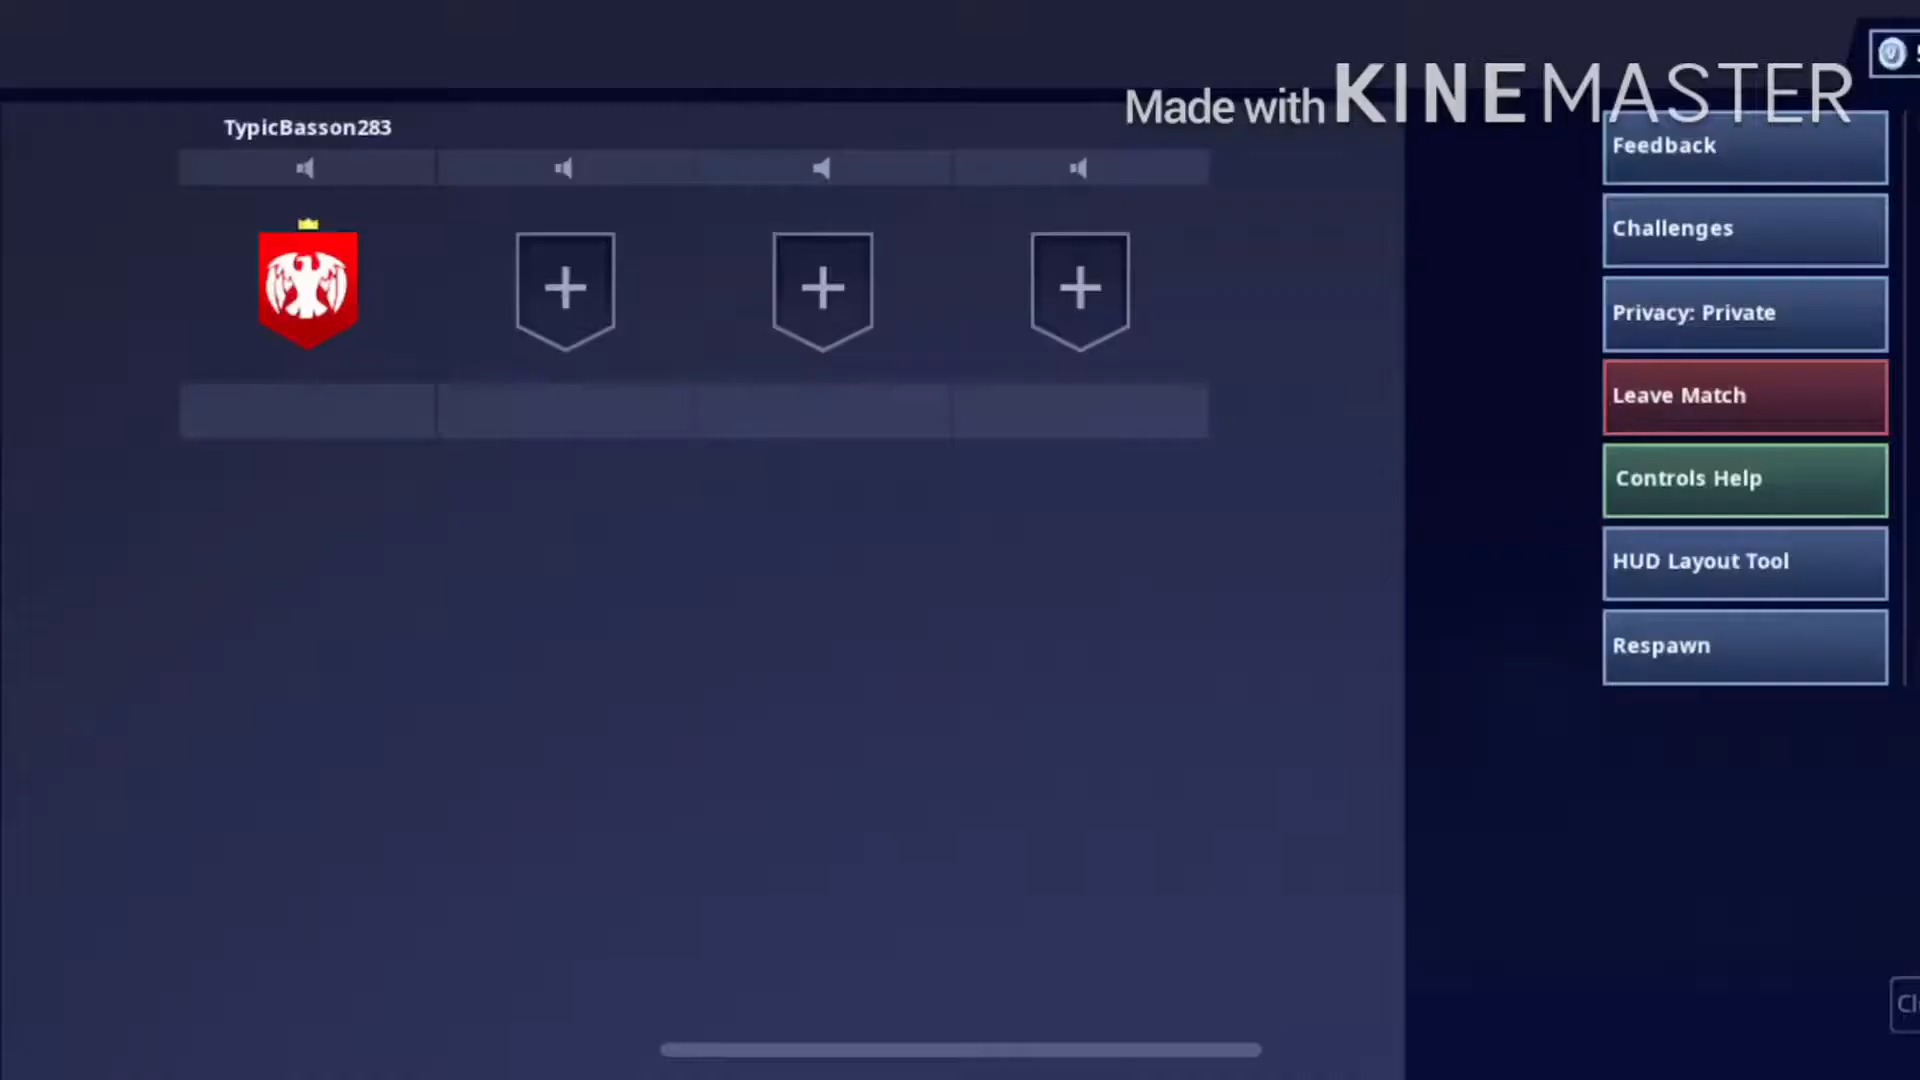 Made with KINEMASTER
TypicBasson283
Feedback
Challenges
Privacy: Private
Leave Match
Controls Help
HUD Layout Tool
Respawn